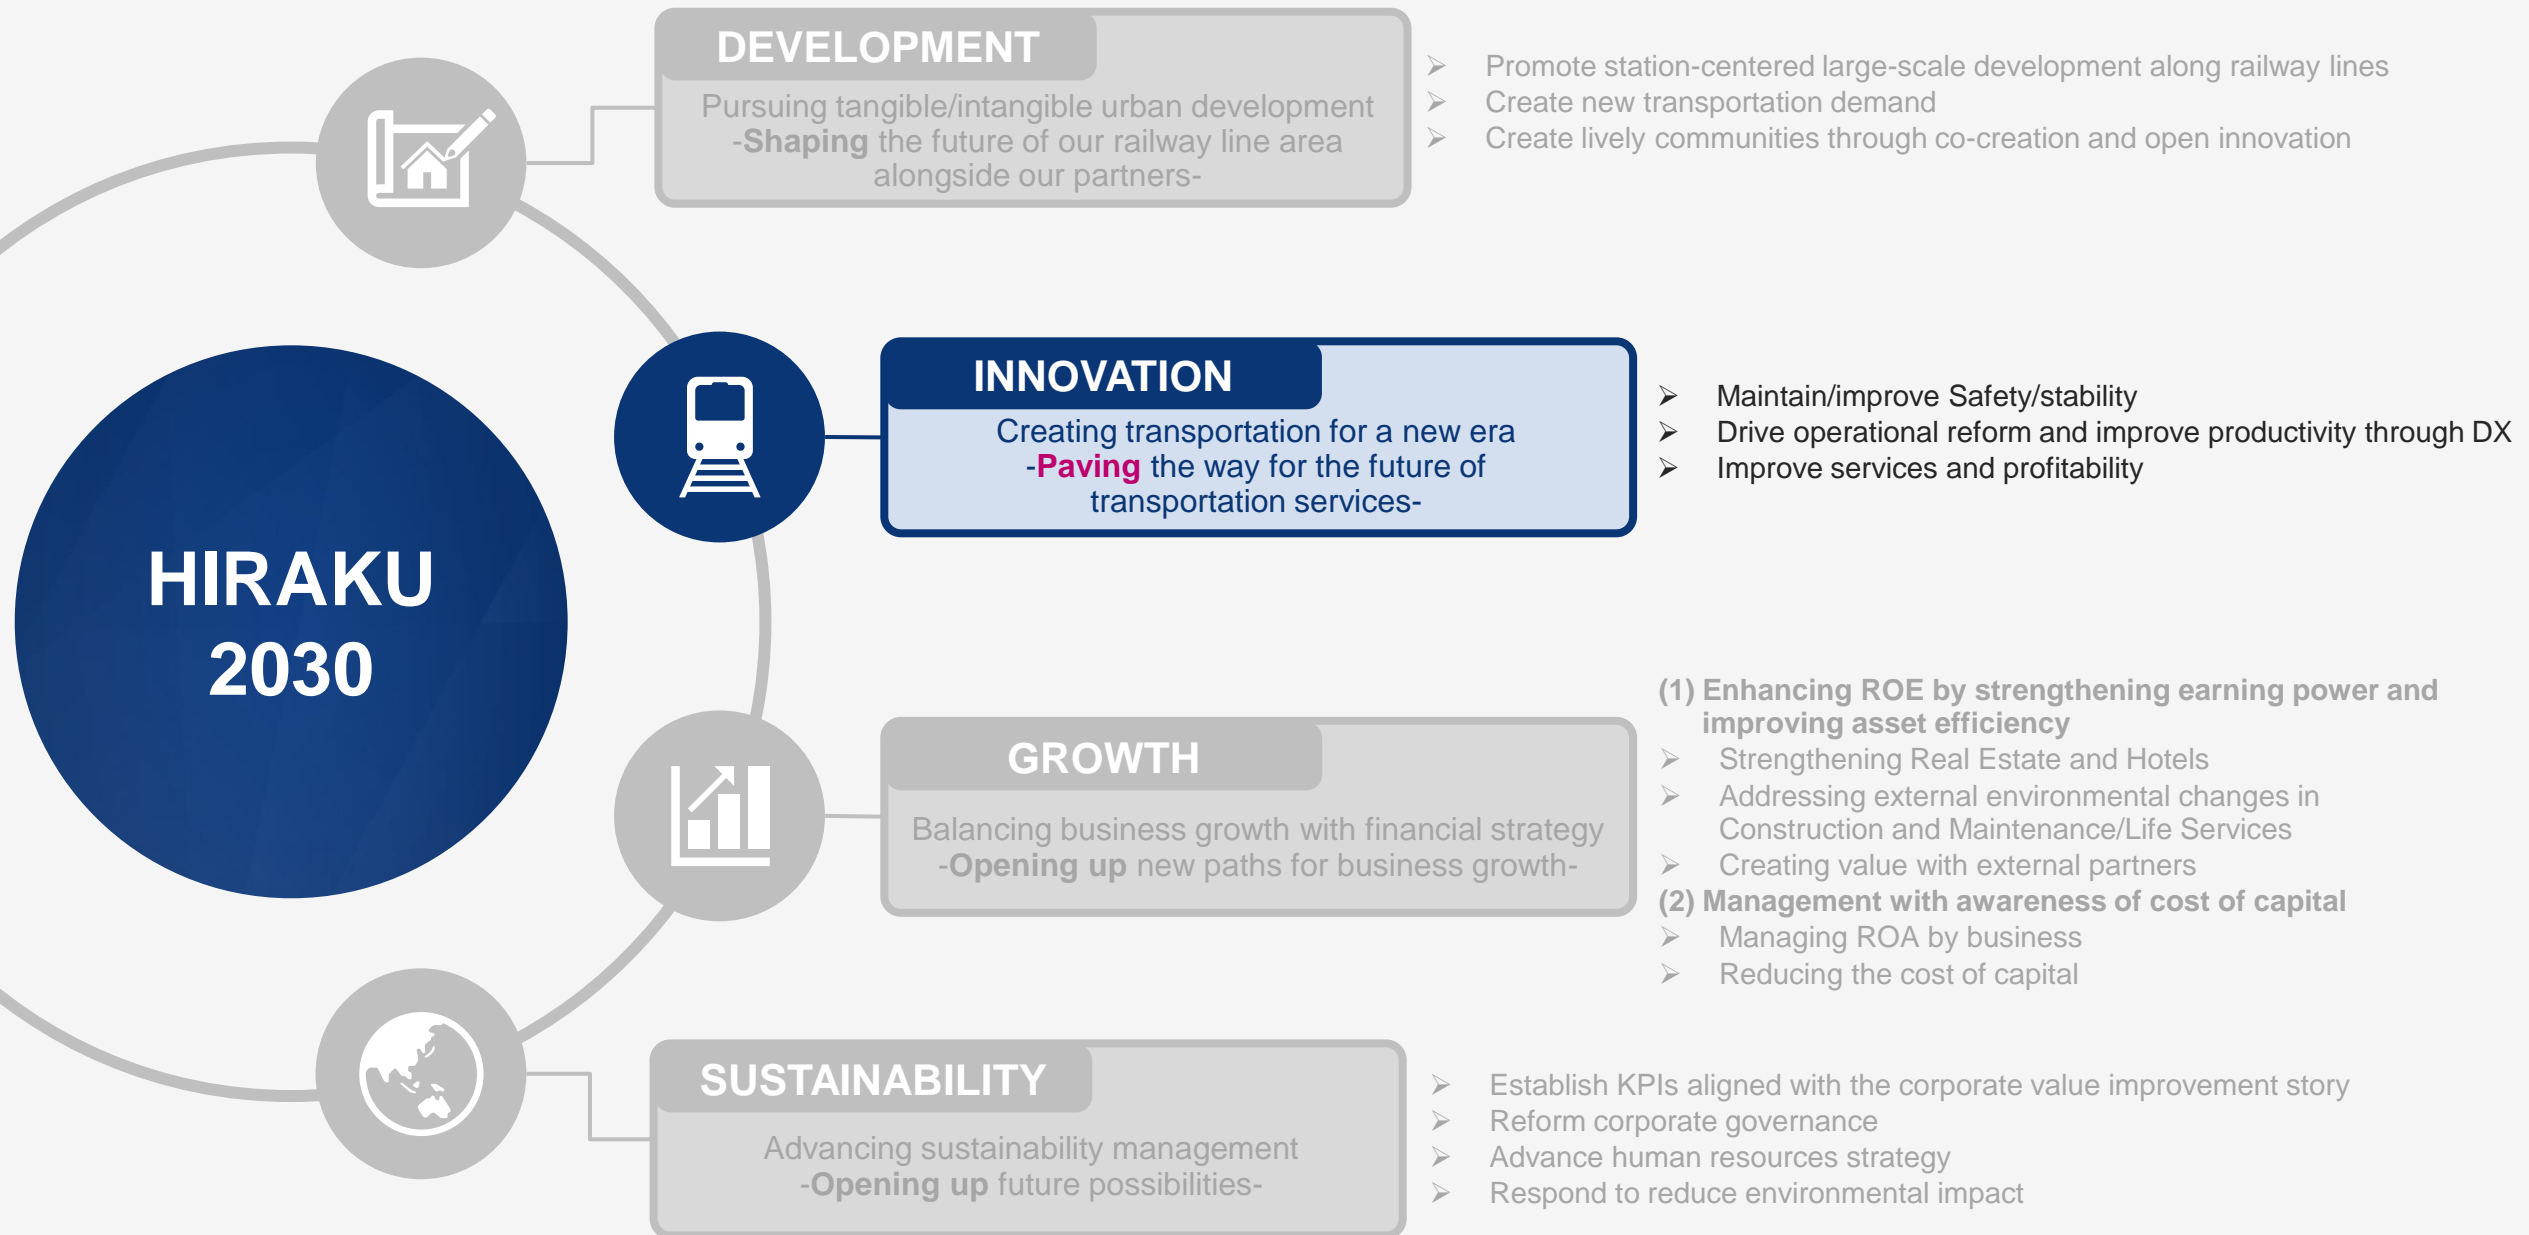 DEVELOPMENT
Pursuing tangible/intangible urban development
-Shaping the future of our railway line area
alongside our partners-
➢ Promote station-centered large-scale development along railway lines
➢ Create new transportation demand
➢ Create lively communities through co-creation and open innovation
INNOVATION
Creating transportation for a new era
-Paving the way for the future of
transportation services-
➢ Maintain/improve Safety/stability
➢ Drive operational reform and improve productivity through DX
➢ Improve services and profitability
HIRAKU
2030
GROWTH
Balancing business growth with financial strategy
-Opening up new paths for business growth-
(1) Enhancing ROE by strengthening earning power and
improving asset efficiency
➢ Strengthening Real Estate and Hotels
➢ Addressing external environmental changes in
Construction and Maintenance/Life Services
➢ Creating value with external partners
(2) Management with awareness of cost of capital
➢ Managing ROA by business
➢ Reducing the cost of capital
SUSTAINABILITY
Advancing sustainability management
-Opening up future possibilities-
➢ Establish KPIs aligned with the corporate value improvement story
➢ Reform corporate governance
➢ Advance human resources strategy
➢ Respond to reduce environmental impact